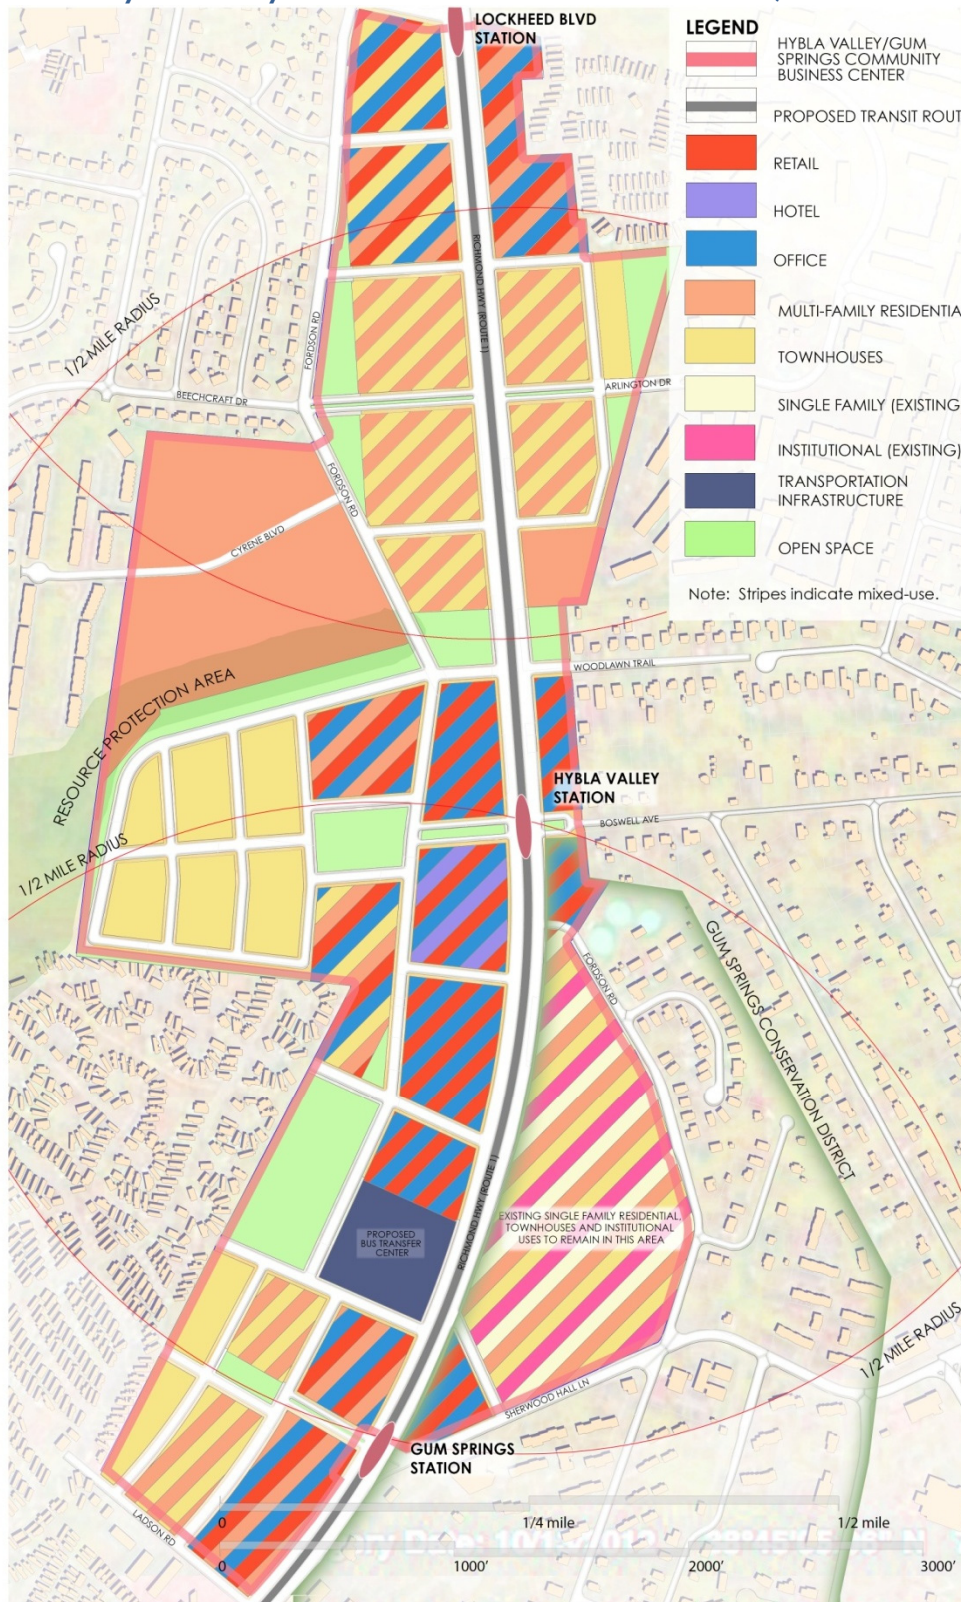 LOCKHEED BLVD
STATION
LEGEND
HYBLA VALLEY/GUM
SPRINGS COMMUNITY
BUSINESS CENTER
PROPOSED TRANSIT ROUT
RETAIL
HOTEL
OFFICE
MULTI-FAMILY RESIDENTIA
TOWNHOUSES
SINGLE FAMILY (EXISTING
INSTITUTIONAL (EXISTING)
TRANSPORTATION
INFRASTRUCTURE
OPEN SPACE
Note: Stripes indicate mixed-use.
RICHMOND HWY (ROUTE 1)
1/2 MILE RADIUS
FORDSON RD
BEECHCRAFT DR
ARLINGTON DR
FORDSON RD
CYRENE BLVD
WOODLAWN TRAIL
RESOURCE PROTECTION AREA
HYBLA VALLEY
STATION
BOSWELL AVE
1/2 MILE RADIUS
FORDSON RD
GUM SPRINGS CONSERVATION DISTRICT
RICHMOND HWY (ROUTE 1)
EXISTING SINGLE FAMILY RESIDENTIAL,
TOWNHOUSES AND INSTITUTIONAL
USES TO REMAIN IN THIS AREA
PROPOSED
BUS TRANSFER
CENTER
1/2 MILE RADIUS
SHERWOOD HALL LN
GUM SPRINGS
STATION
LADSON RD
0 1/4 mile 1/2 mile
0 1000' 2000' 3000'